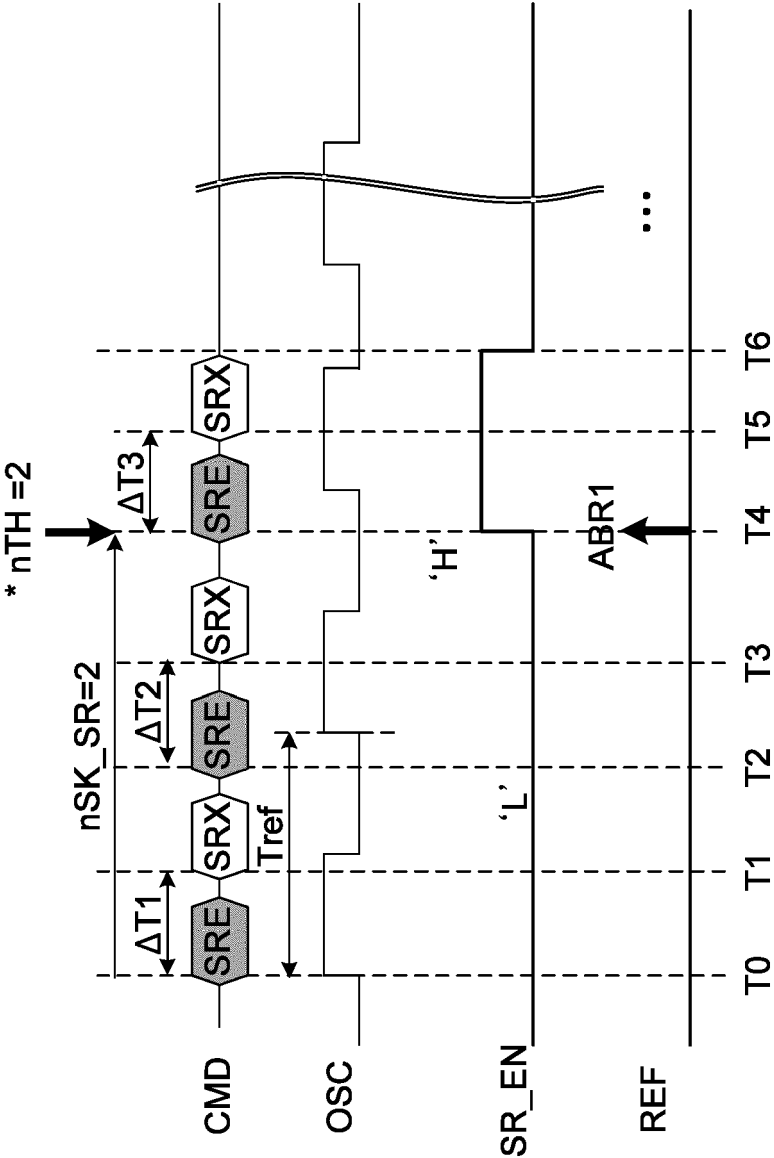 * nTH =2
nSK_SR=2
ΔT1
ΔT2
ΔT3
CMD
SRE
SRX
SRE
SRX
SRE
SRX
Tref
OSC
'L'
'H'
SR_EN
ABR1
...
REF
T0
T1
T2
T3
T4
T5
T6